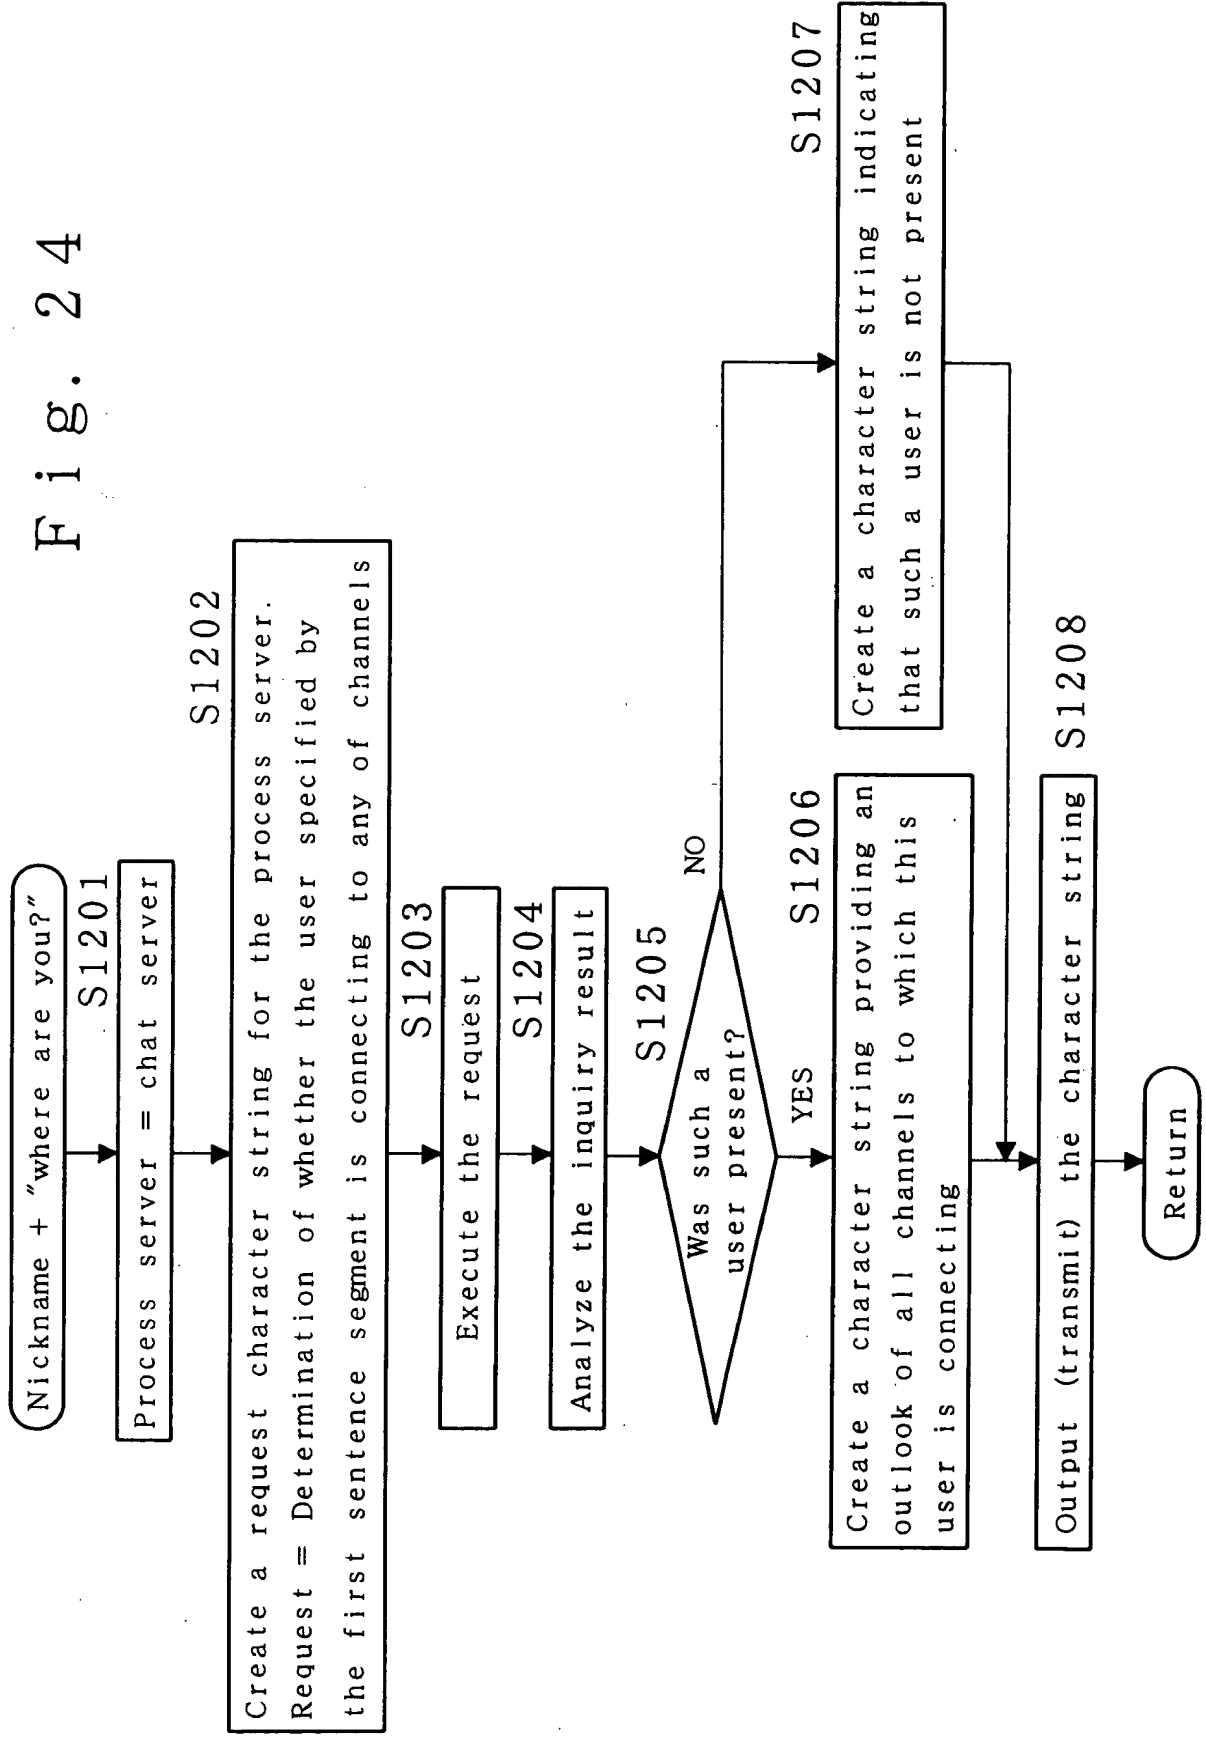 Fig. 24
Nickname + "where are you?"
S1201
Process server = chat server
S1202
Create a request character string for the process server.
Request = Determination of whether the user specified by
the first sentence segment is connecting to any of channels
S1203
Execute the request
S1204
Analyze the inquiry result
S1205
Was such a
user present?
NO
YES
S1206
Create a character string providing an
outlook of all channels to which this
user is connecting
S1207
Create a character string indicating
that such a user is not present
S1208
Output (transmit) the character string
Return